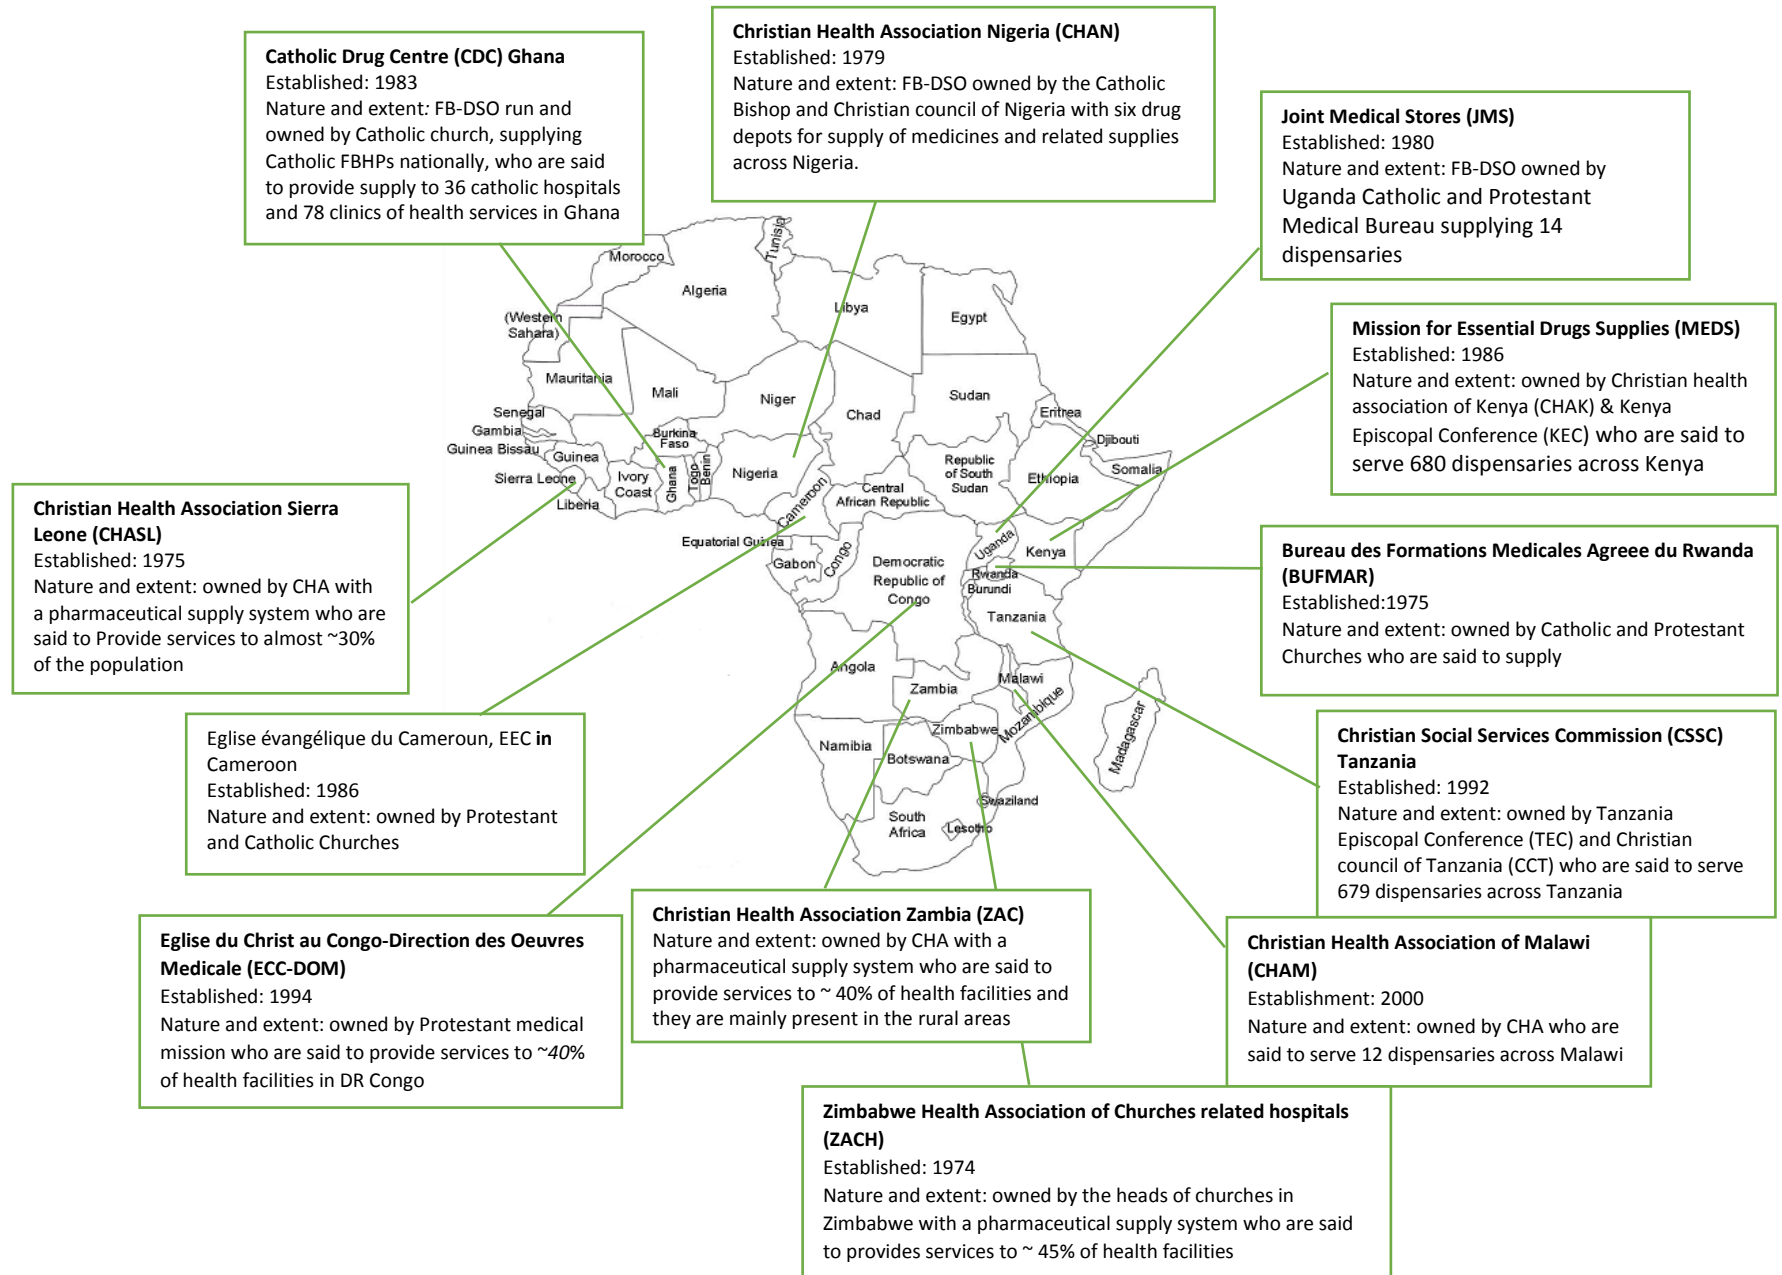 Catholic Drug Centre (CDC) Ghana
Established: 1983
Nature and extent: FB-DSO run and
owned by Catholic church, supplying
Catholic FBHPs nationally, who are said
to provide supply to 36 catholic hospitals
and 78 clinics of health services in Ghana
Christian Health Association Nigeria (CHAN)
Established: 1979
Nature and extent: FB-DSO owned by the Catholic
Bishop and Christian council of Nigeria with six drug
depots for supply of medicines and related supplies
across Nigeria.
Joint Medical Stores (JMS)
Established: 1980
Nature and extent: FB-DSO owned by
Uganda Catholic and Protestant
Medical Bureau supplying 14
dispensaries
Mission for Essential Drugs Supplies (MEDS)
Established: 1986
Nature and extent: owned by Christian health
association of Kenya (CHAK) & Kenya
Episcopal Conference (KEC) who are said to
serve 680 dispensaries across Kenya
Christian Health Association Sierra
Leone (CHASL)
Established: 1975
Nature and extent: owned by CHA with
a pharmaceutical supply system who are
said to Provide services to almost ~30%
of the population
Bureau des Formations Medicales Agreee du Rwanda
(BUFMAR)
Established:1975
Nature and extent: owned by Catholic and Protestant
Churches who are said to supply
Eglise évangélique du Cameroun, EEC in
Cameroon
Established: 1986
Nature and extent: owned by Protestant
and Catholic Churches
Christian Social Services Commission (CSSC)
Tanzania
Established: 1992
Nature and extent: owned by Tanzania
Episcopal Conference (TEC) and Christian
council of Tanzania (CCT) who are said to serve
679 dispensaries across Tanzania
Eglise du Christ au Congo-Direction des Oeuvres
Medicale (ECC-DOM)
Established: 1994
Nature and extent: owned by Protestant medical
mission who are said to provide services to ~40%
of health facilities in DR Congo
Christian Health Association Zambia (ZAC)
Nature and extent: owned by CHA with a
pharmaceutical supply system who are said to
provide services to ~ 40% of health facilities and
they are mainly present in the rural areas
Christian Health Association of Malawi
(CHAM)
Establishment: 2000
Nature and extent: owned by CHA who are
said to serve 12 dispensaries across Malawi
Zimbabwe Health Association of Churches related hospitals
(ZACH)
Established: 1974
Nature and extent: owned by the heads of churches in
Zimbabwe with a pharmaceutical supply system who are said
to provides services to ~ 45% of health facilities
Tunisia
Morocco
Algeria
Libya
Egypt
(Western
Sahara)
Mauritania
Mali
Niger
Chad
Sudan
Eritrea
Djibouti
Senegal
Gambia
Guinea Bissau
Guinea
Sierra Leone
Liberia
Ivory
Coast
Burkina
Faso
Ghana
Togo
Benin
Nigeria
Cameroon
Central
African Republic
Republic
of South
Sudan
Ethiopia
Somalia
Equatorial Guinea
Gabon
Congo
Democratic
Republic of
Congo
Uganda
Kenya
Rwanda
Burundi
Tanzania
Angola
Zambia
Malawi
Mozambique
Madagascar
Zimbabwe
Namibia
Botswana
Swaziland
South
Africa
Lesotho